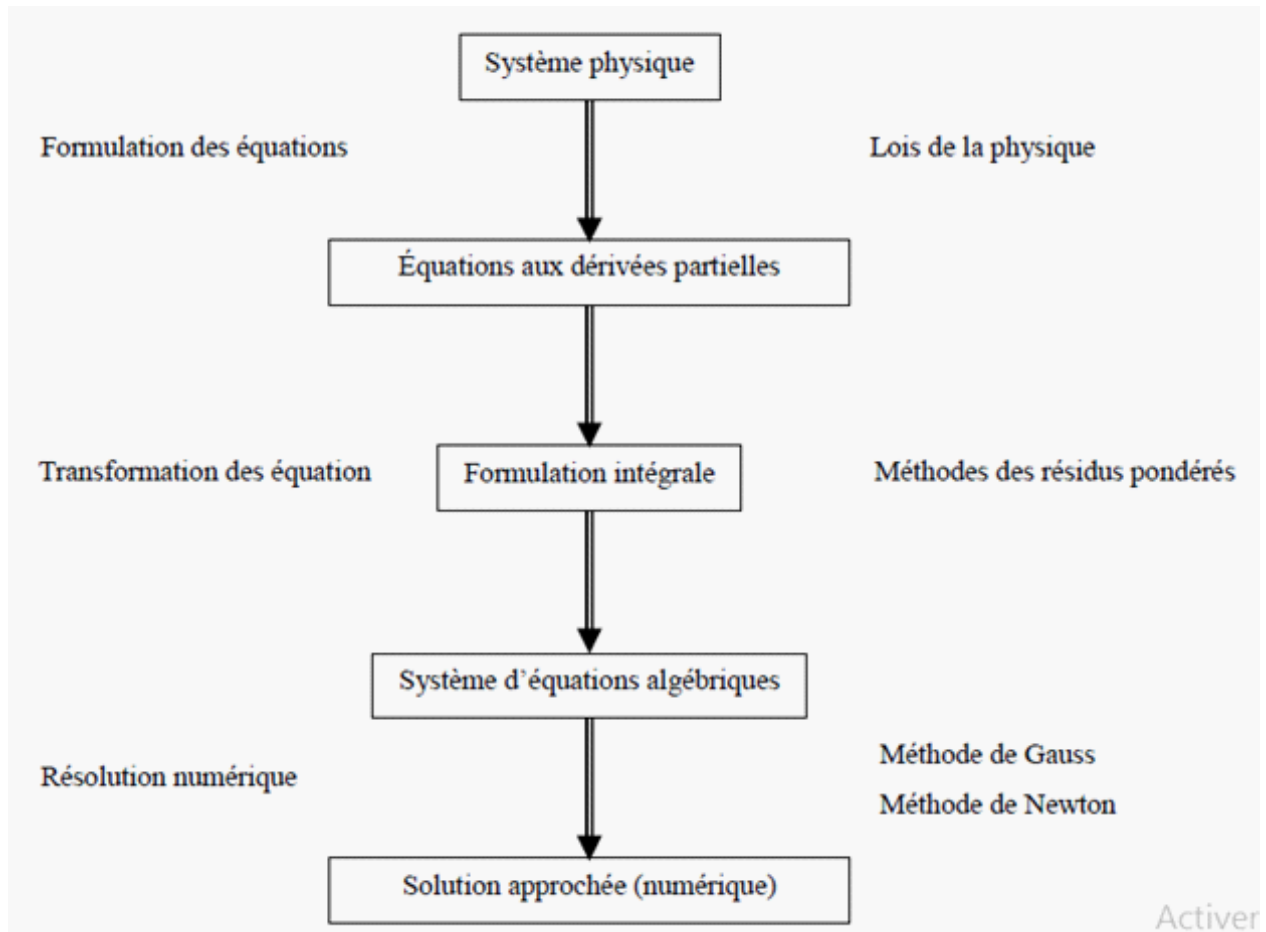 Système physique
Formulation des équations
Lois de la physique
Équations aux dérivées partielles
Transformation des équation
Formulation intégrale
Méthodes des résidus pondérés
Système d’équations algébriques
Résolution numérique
Méthode de Gauss
Méthode de Newton
Solution approchée (numérique)
Activer